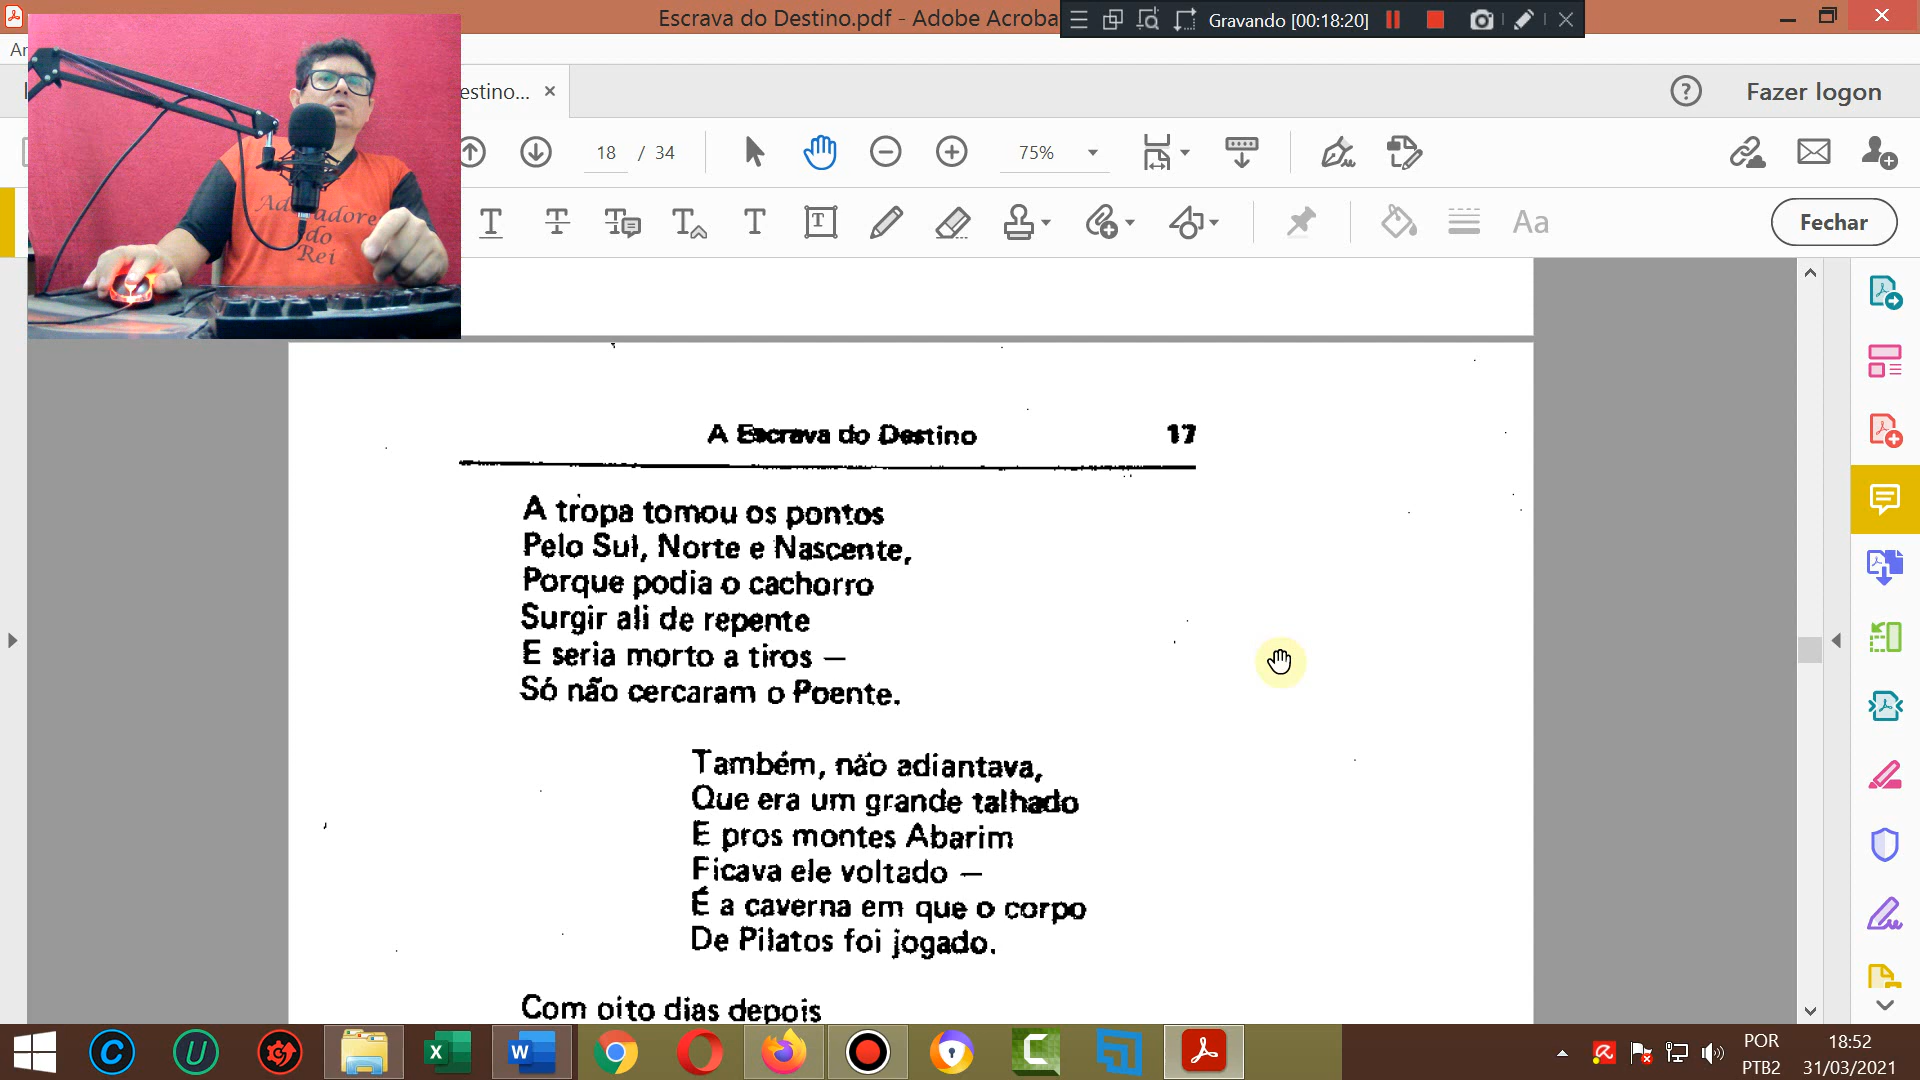 Escrava do Destino.pdf - Adobe Acroba
Gravando [00:18:20]
Ar
estino...
Fazer logon
18 / 34
75%
Aa
Fechar
Adoradores
do
Rei
A Escrava do Destino 17
A tropa tomou os pontos
Pelo Sul, Norte e Nascente,
Porque podia o cachorro
Surgir ali de repente
E seria morto a tiros —
Só não cercaram o Poente.
Também, não adiantava,
Que era um grande talhado
E pros montes Abarim
Ficava ele voltado —
É a caverna em que o corpo
De Pilatos foi jogado.
Com oito dias depois
POR 18:52
PTB2 31/03/2021